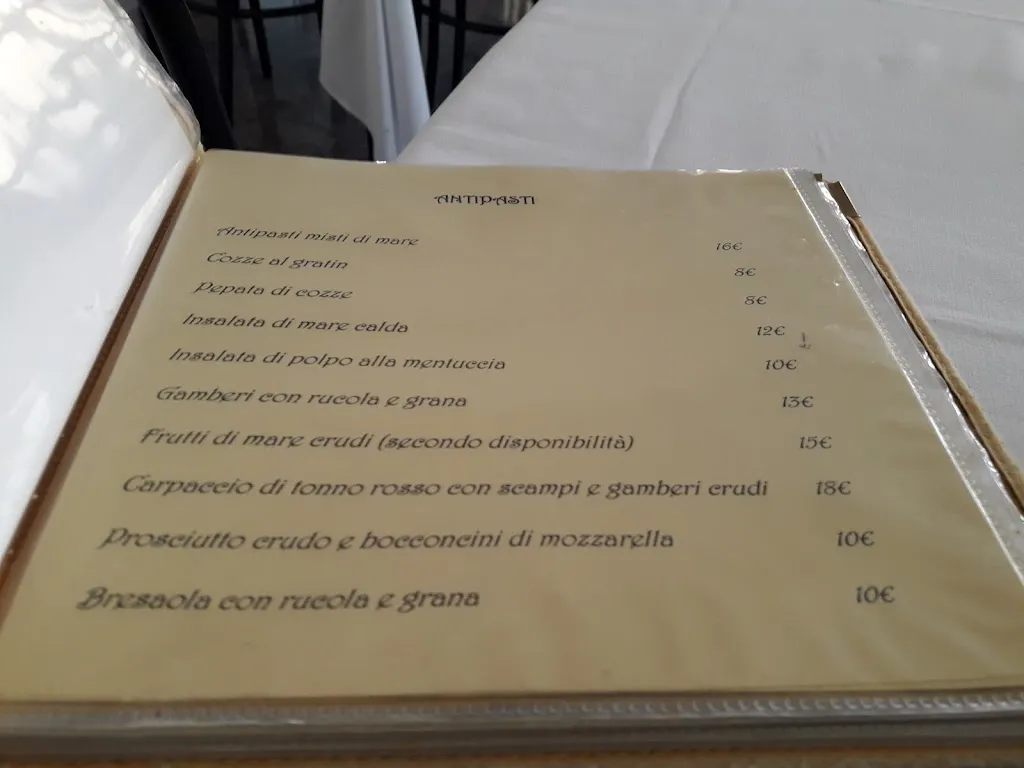 ANTIPASTI
Antipasti misti di mare 16€
Cozze al gratin 8€
Pepata di cozze 8€
Insalata di mare calda 12€
Insalata di polpo alla mentuccia 10€
Gamberi con rucola e grana 13€
Frutti di mare crudi (secondo disponibilità) 15€
Carpaccio di tonno rosso con scampi e gamberi crudi 18€
Prosciutto crudo e bocconcini di mozzarella 10€
Bresaola con rucola e grana 10€